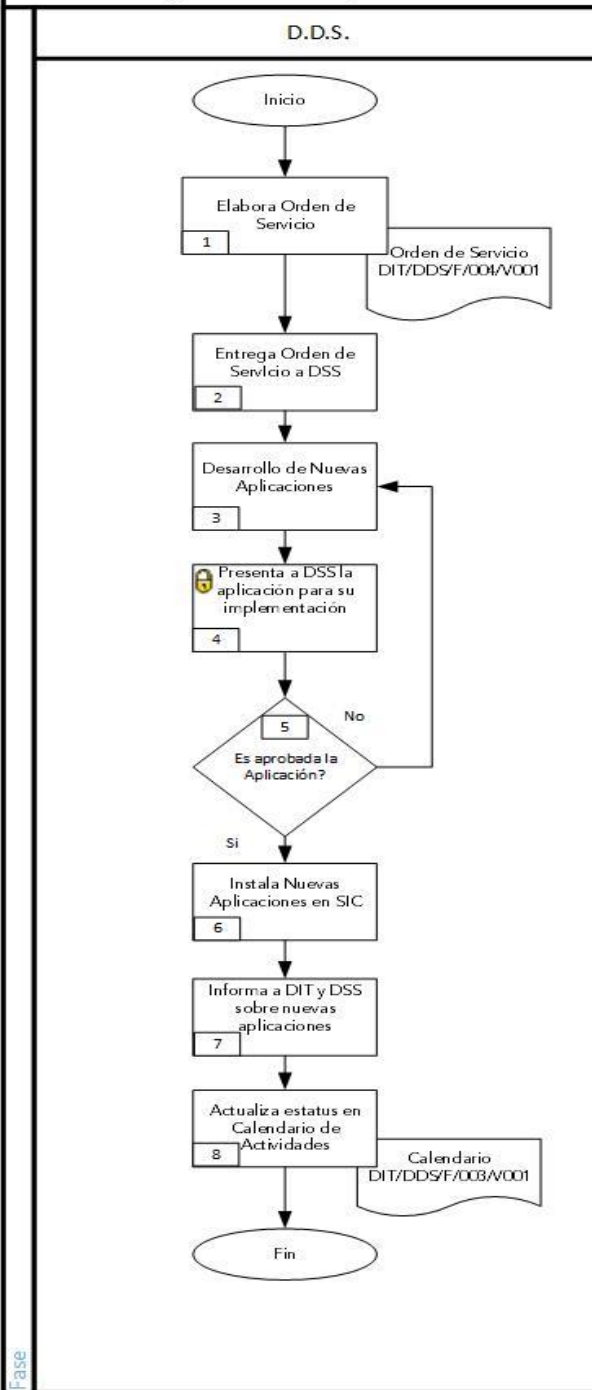 D.D.S.
Inicio
Elabora Orden de
Servicio
1
Orden de Servicio
DIT/DDS/F/004/V001
Entrega Orden de
Servicio a DSS
2
Desarrollo de Nuevas
Aplicaciones
3
Presenta a DSS la
aplicación para su
implementación
4
5
No
Es aprobada la
Aplicación?
Si
Instala Nuevas
Aplicaciones en SIC
6
Informa a DIT y DSS
sobre nuevas
aplicaciones
7
Actualiza estatus en
Calendario de
Actividades
8
Calendario
DIT/DDS/F/003/V001
Fin
Fase